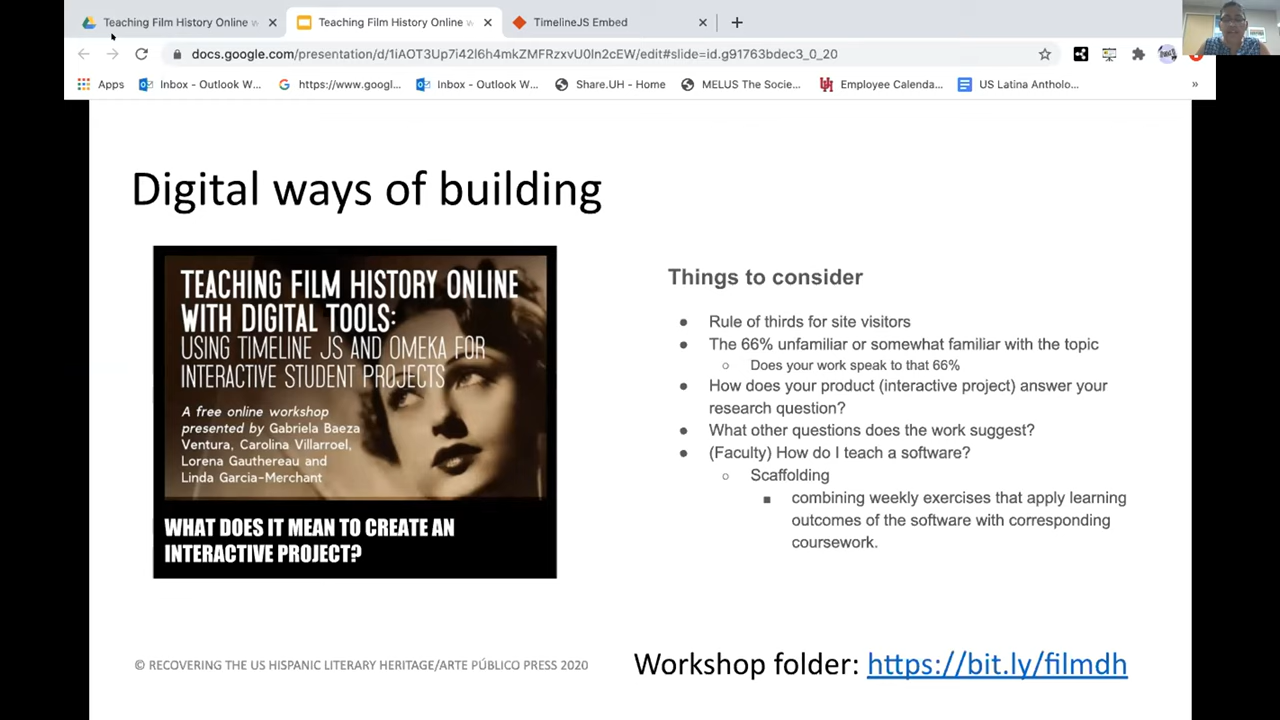 Teaching Film History Online w
Teaching Film History Online w
TimelineJS Embed
docs.google.com/presentation/d/1iAOT3Up7i42l6h4mkZMFRzxvU0ln2cEW/edit#slide=id.g91763bdec3_0_20
Apps
Inbox - Outlook W...
https://www.googl...
Inbox - Outlook W...
Share.UH - Home
MELUS The Socie...
Employee Calenda...
US Latina Antholo...
»
Digital ways of building
TEACHING FILM HISTORY ONLINE
WITH DIGITAL TOOLS:
USING TIMELINE JS AND OMEKA FOR
INTERACTIVE STUDENT PROJECTS
A free online workshop
presented by Gabriela Baeza
Ventura, Carolina Villarroel,
Lorena Gauthereau and
Linda Garcia-Merchant
WHAT DOES IT MEAN TO CREATE AN
INTERACTIVE PROJECT?
Things to consider
● Rule of thirds for site visitors
● The 66% unfamiliar or somewhat familiar with the topic
○ Does your work speak to that 66%
● How does your product (interactive project) answer your
research question?
● What other questions does the work suggest?
● (Faculty) How do I teach a software?
○ Scaffolding
■ combining weekly exercises that apply learning
outcomes of the software with corresponding
coursework.
© RECOVERING THE US HISPANIC LITERARY HERITAGE/ARTE PÚBLICO PRESS 2020
Workshop folder: https://bit.ly/filmdh